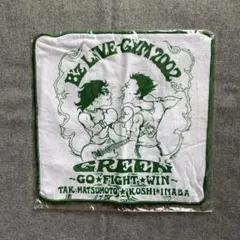 B'z LIVE-GYM 2002
GREEN
~GO★FIGHT★WIN~
TAK MATSUMOTO★KOSHI INABA